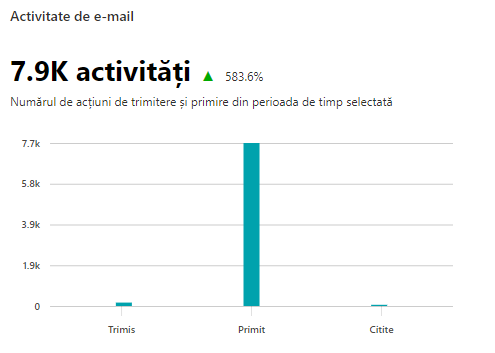 Activitate de e-mail
7.9K activități ▲ 583.6%
Numărul de acțiuni de trimitere și primire din perioada de timp selectată
7.7k
5.8k
3.9k
1.9k
0
Trimis Primit Citite